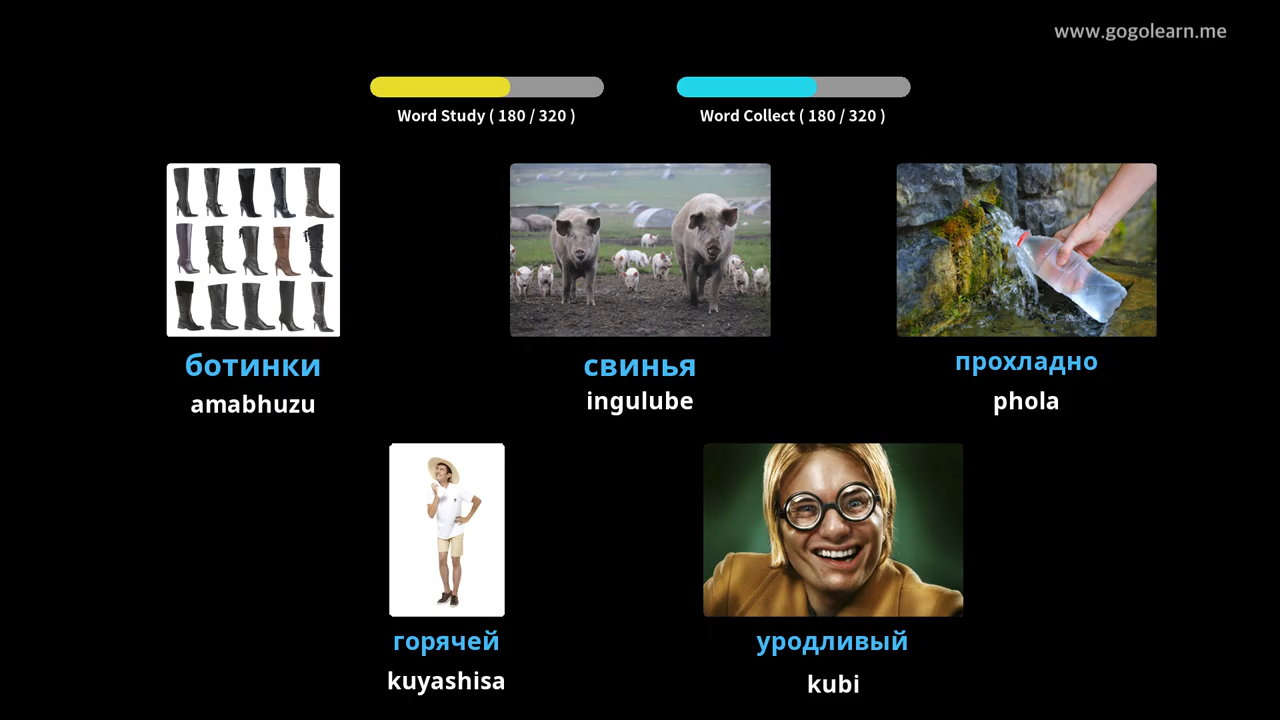 www.gogolearn.me
Word Study ( 180 / 320 )
Word Collect ( 180 / 320 )
ботинки
amabhuzu
свинья
ingulube
прохладно
phola
горячей
kuyashisa
уродливый
kubi